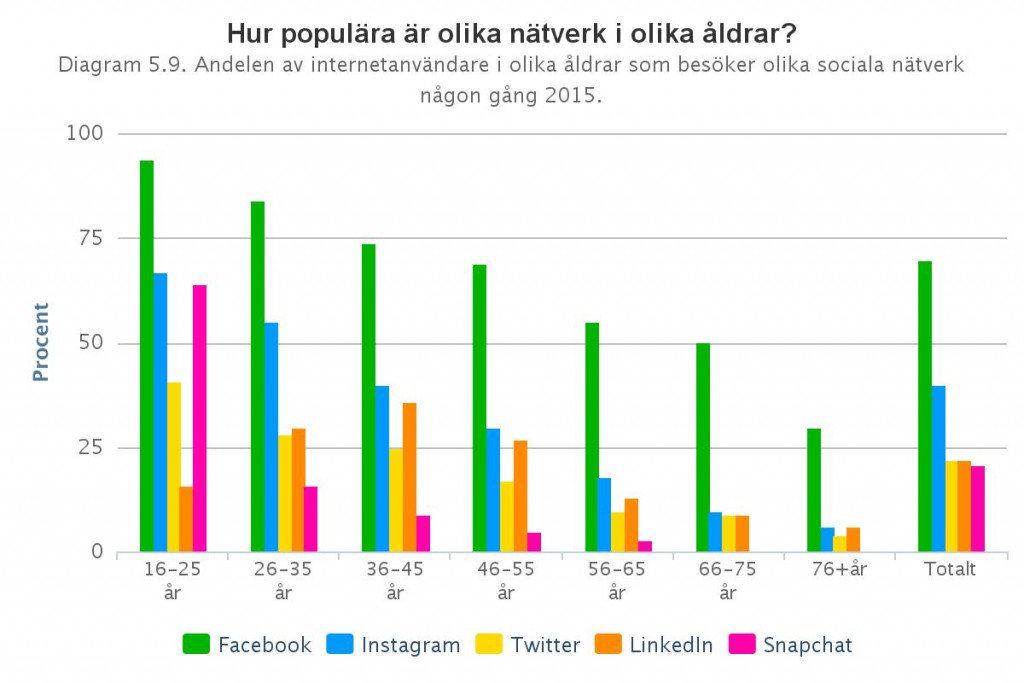 Hur populära är olika nätverk i olika åldrar?
Diagram 5.9. Andelen av internetanvändare i olika åldrar som besöker olika sociala nätverk
någon gång 2015.
100
75
50
25
0
Procent
16-25 år
26-35 år
36-45 år
46-55 år
56-65 år
66-75 år
76+år
Totalt
Facebook
Instagram
Twitter
LinkedIn
Snapchat